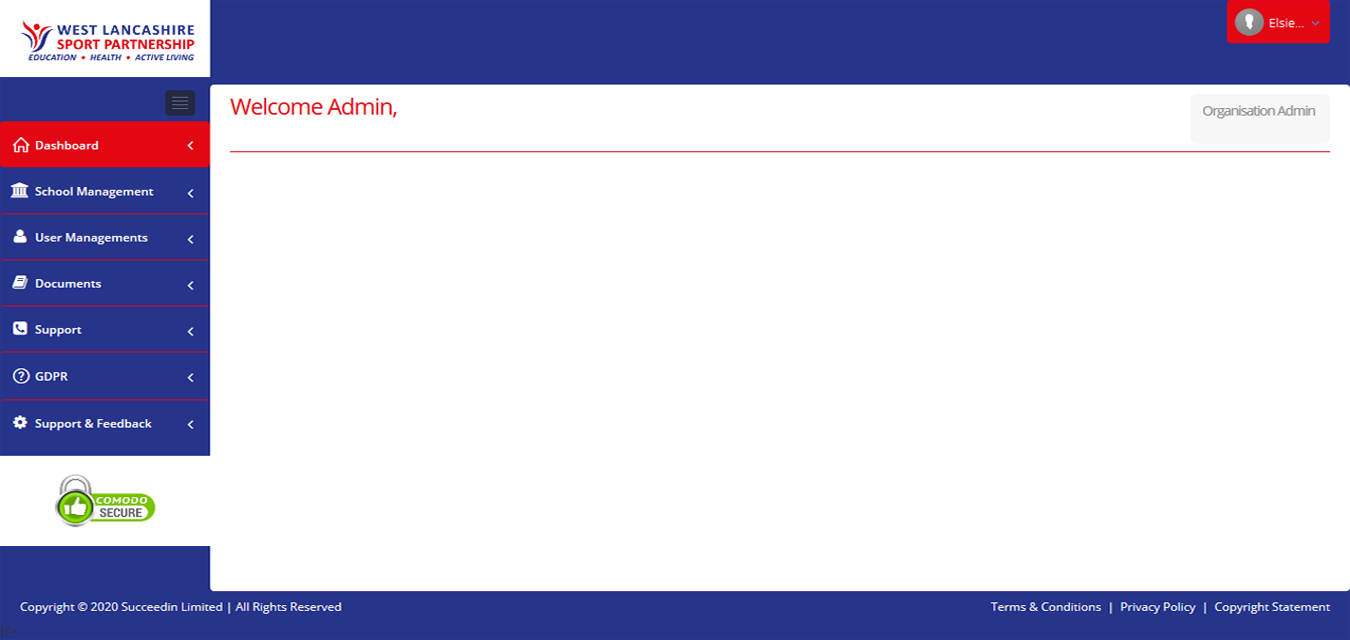 WEST LANCASHIRE
SPORT PARTNERSHIP
EDUCATION • HEALTH • ACTIVE LIVING
Elsie...
Welcome Admin,
Organisation Admin
Dashboard
School Management
User Managements
Documents
Support
GDPR
Support & Feedback
COMODO
SECURE
Copyright © 2020 Succeedin Limited | All Rights Reserved
Terms & Conditions | Privacy Policy | Copyright Statement